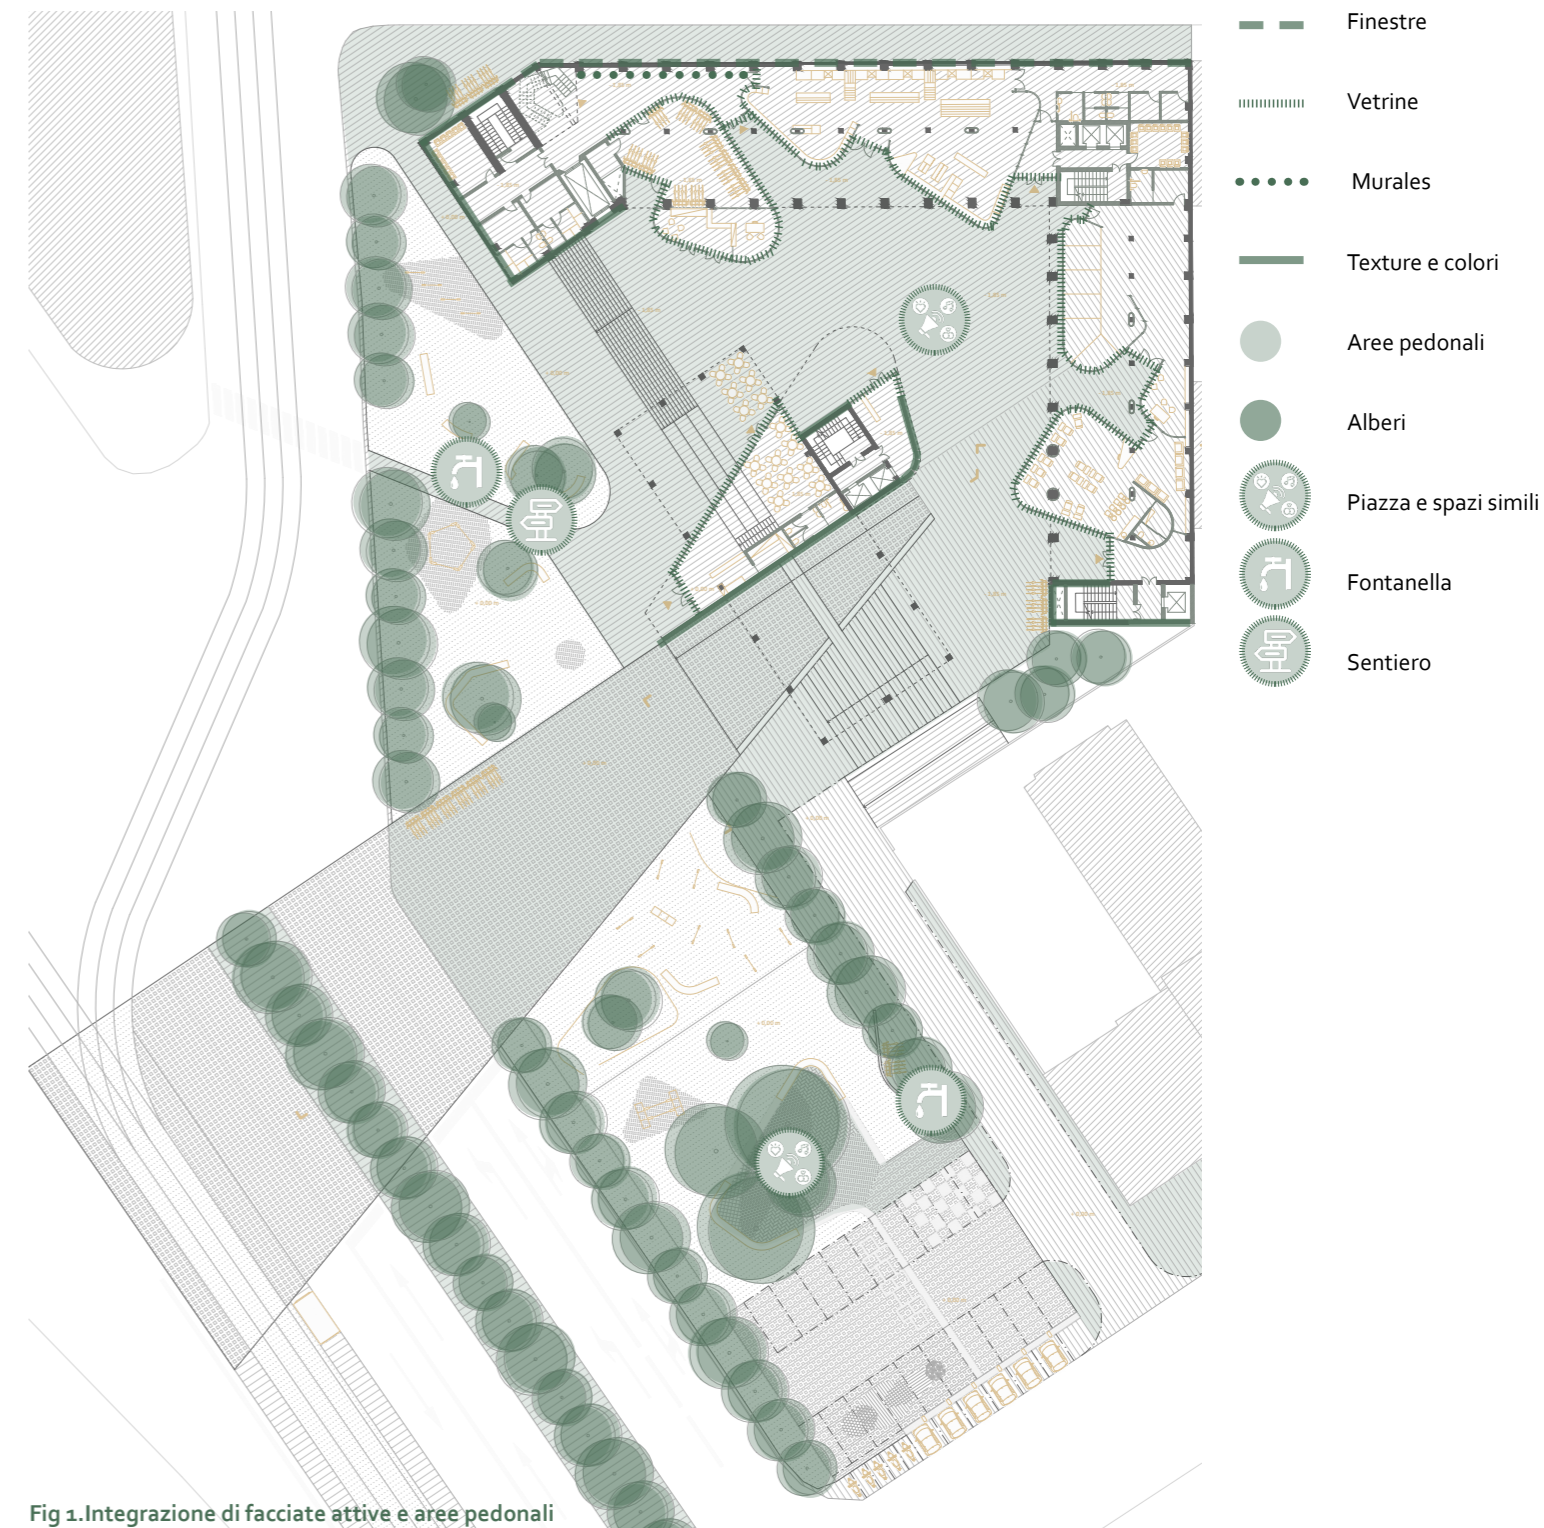 Finestre
Vetrine
Murales
Texture e colori
Aree pedonali
Alberi
Piazza e spazi simili
Fontanella
Sentiero
Fig 1.Integrazione di facciate attive e aree pedonali